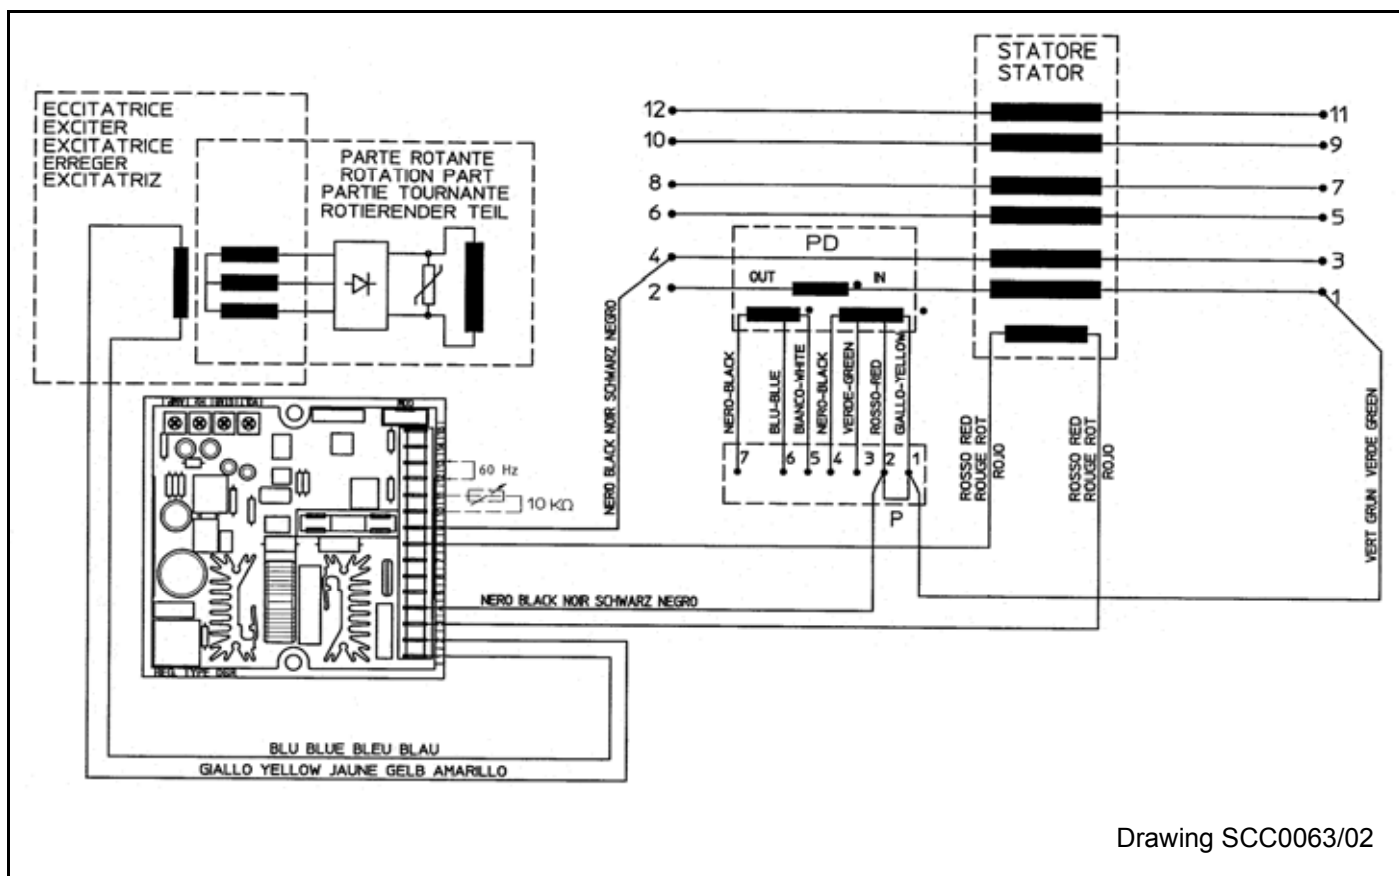 STATORE
STATOR
ECCITATRICE
EXCITER
EXCITATRICE
ERREGER
EXCITATRIZ
PARTE ROTANTE
ROTATION PART
PARTIE TOURNANTE
ROTIERENDER TEIL
12
11
10
9
8
7
6
5
4
3
2
1
PD
OUT
IN
NERO-BLACK
BLU-BLUE
BIANCO-WHITE
NERO-BLACK
VERDE-GREEN
ROSSO-RED
GIALLO-YELLOW
7
6
5
4
3
2
1
P
NERO BLACK NOIR SCHWARZ NEGRO
ROSSO RED
ROUGE ROT
ROJO
ROSSO RED
ROUGE ROT
ROJO
VERT GRUN VERDE GREEN
60 Hz
10 KΩ
NERO BLACK NOIR SCHWARZ NEGRO
BLU BLUE BLEU BLAU
GIALLO YELLOW JAUNE GELB AMARILLO
Drawing SCC0063/02